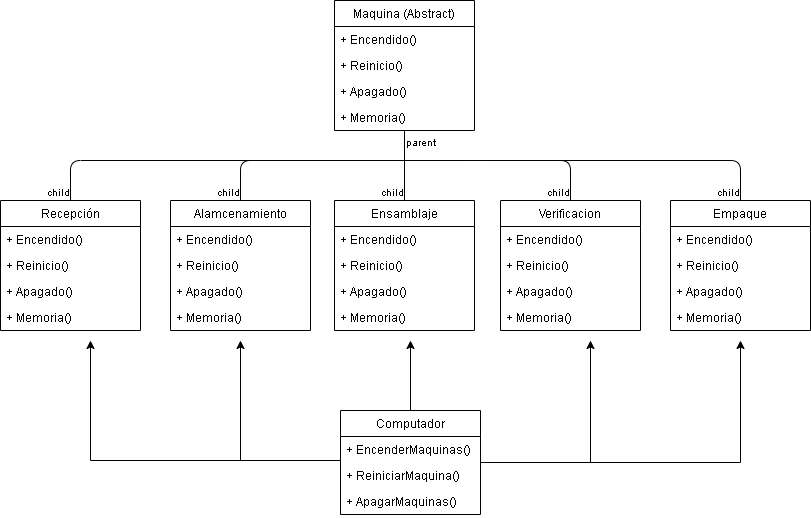 Maquina (Abstract)
+ Encendido()
+ Reinicio()
+ Apagado()
+ Memoria()
parent
child
child
child
child
child
Recepción
+ Encendido()
+ Reinicio()
+ Apagado()
+ Memoria()
Alamcenamiento
+ Encendido()
+ Reinicio()
+ Apagado()
+ Memoria()
Ensamblaje
+ Encendido()
+ Reinicio()
+ Apagado()
+ Memoria()
Verificacion
+ Encendido()
+ Reinicio()
+ Apagado()
+ Memoria()
Empaque
+ Encendido()
+ Reinicio()
+ Apagado()
+ Memoria()
Computador
+ EncenderMaquinas()
+ ReiniciarMaquina()
+ ApagarMaquinas()